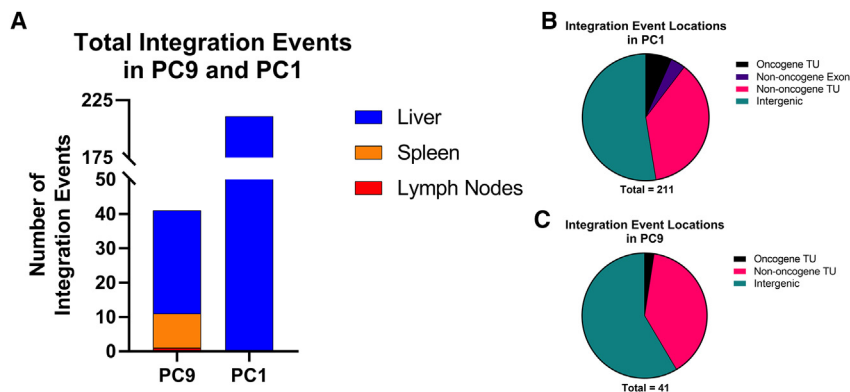 A
Total Integration Events
in PC9 and PC1
Number of
Integration Events
225
175
50
40
30
20
10
0
PC9 PC1
Liver
Spleen
Lymph Nodes
B
Integration Event Locations
in PC1
Oncogene TU
Non-oncogene Exon
Non-oncogene TU
Intergenic
Total = 211
C
Integration Event Locations
in PC9
Oncogene TU
Non-oncogene TU
Intergenic
Total = 41